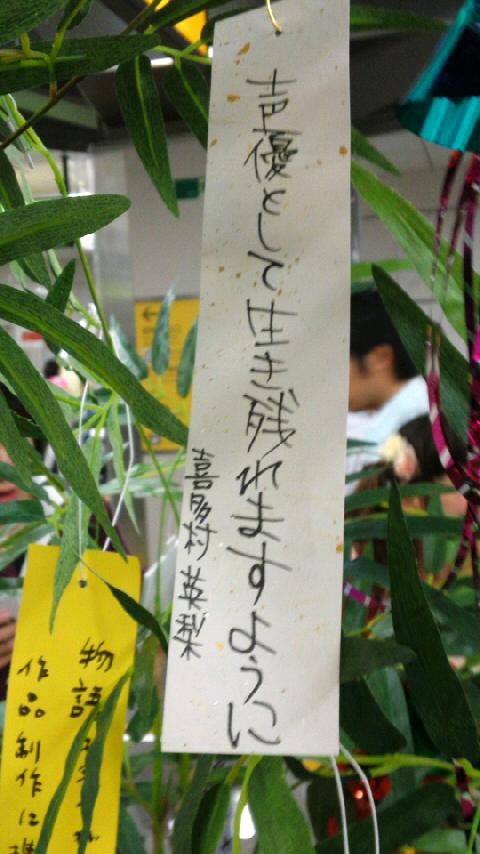 声優として生き残れますように
喜多村英梨
物語
作品制作に